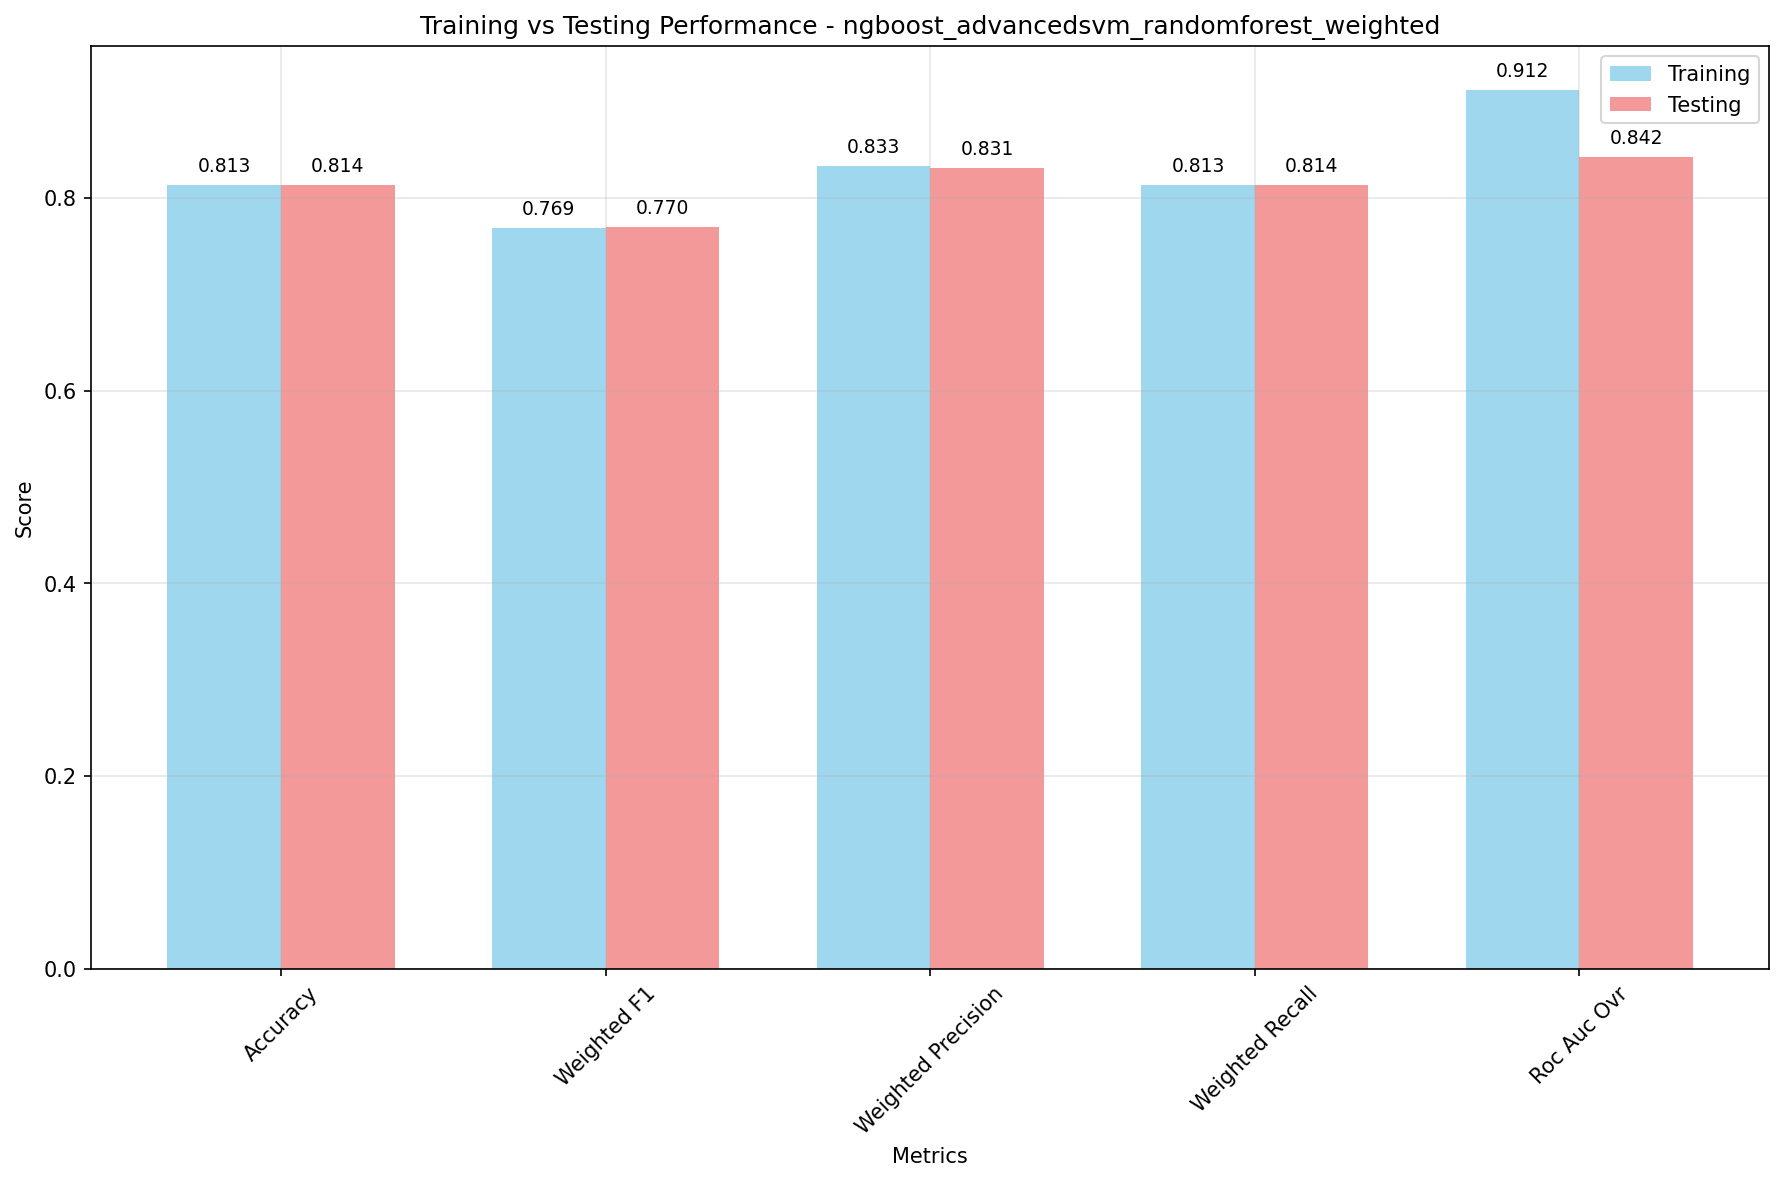 Training vs Testing Performance - ngboost_advancedsvm_randomforest_weighted
Training
Testing
0.813
0.814
0.769
0.770
0.833
0.831
0.813
0.814
0.912
0.842
Score
0.8
0.6
0.4
0.2
0.0
Accuracy
Weighted F1
Weighted Precision
Weighted Recall
Roc Auc Ovr
Metrics